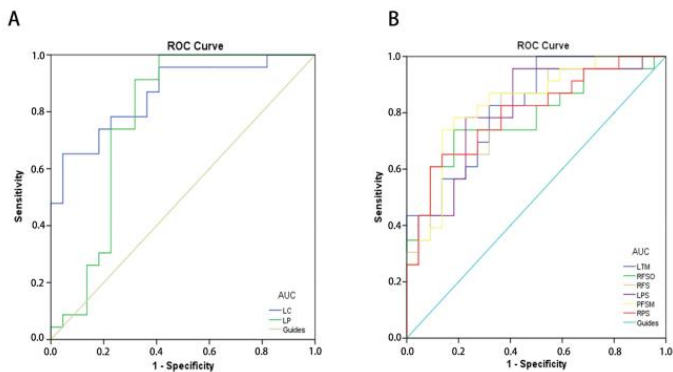 A
ROC Curve
1.0
0.8
0.6
0.4
0.2
0.0
Sensitivity
0.0 0.2 0.4 0.6 0.8 1.0
1 - Specificity
AUC
LC
LP
Guides
B
ROC Curve
1.0
0.8
0.6
0.4
0.2
0.0
Sensitivity
0.0 0.2 0.4 0.6 0.8 1.0
1 - Specificity
AUC
LTM
RFSO
RFS
LPS
PFSM
RPS
Guides